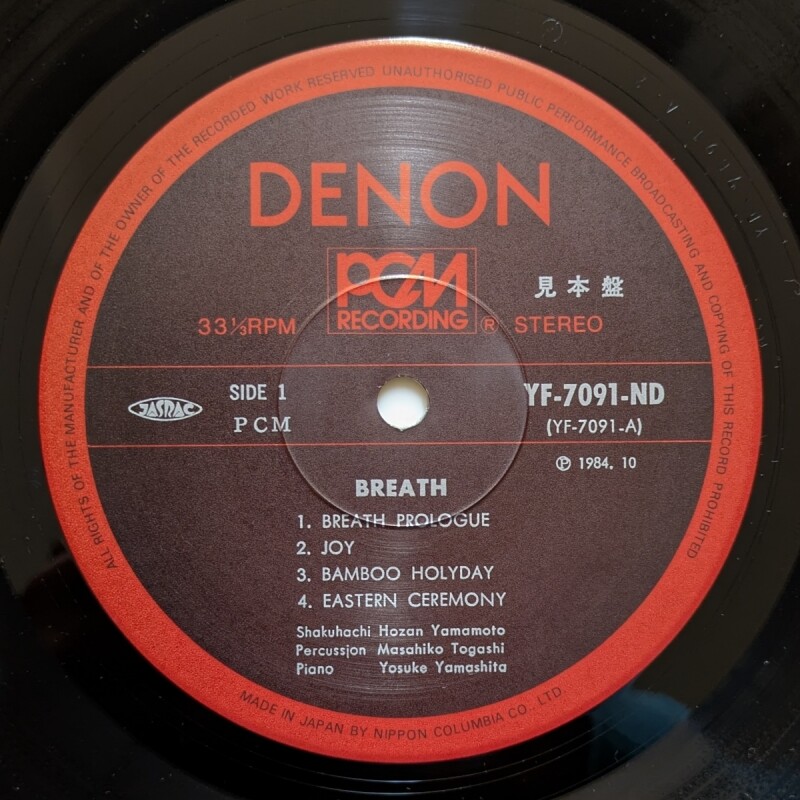 ALL RIGHTS OF THE MANUFACTURER AND OF THE OWNER OF THE RECORDED WORK RESERVED UNAUTHORISED PUBLIC PERFORMANCE BROADCASTING AND COPYING OF THIS RECORD PROHIBITED
DENON
PCM
RECORDING ®
見本盤
33⅓RPM
STEREO
JASRAC
SIDE 1
PCM
YF-7091-ND
(YF-7091-A)
℗ 1984. 10
BREATH
1. BREATH PROLOGUE
2. JOY
3. BAMBOO HOLYDAY
4. EASTERN CEREMONY
Shakuhachi Hozan Yamamoto
Percussion Masahiko Togashi
Piano Yosuke Yamashita
MADE IN JAPAN BY NIPPON COLUMBIA CO. LTD.